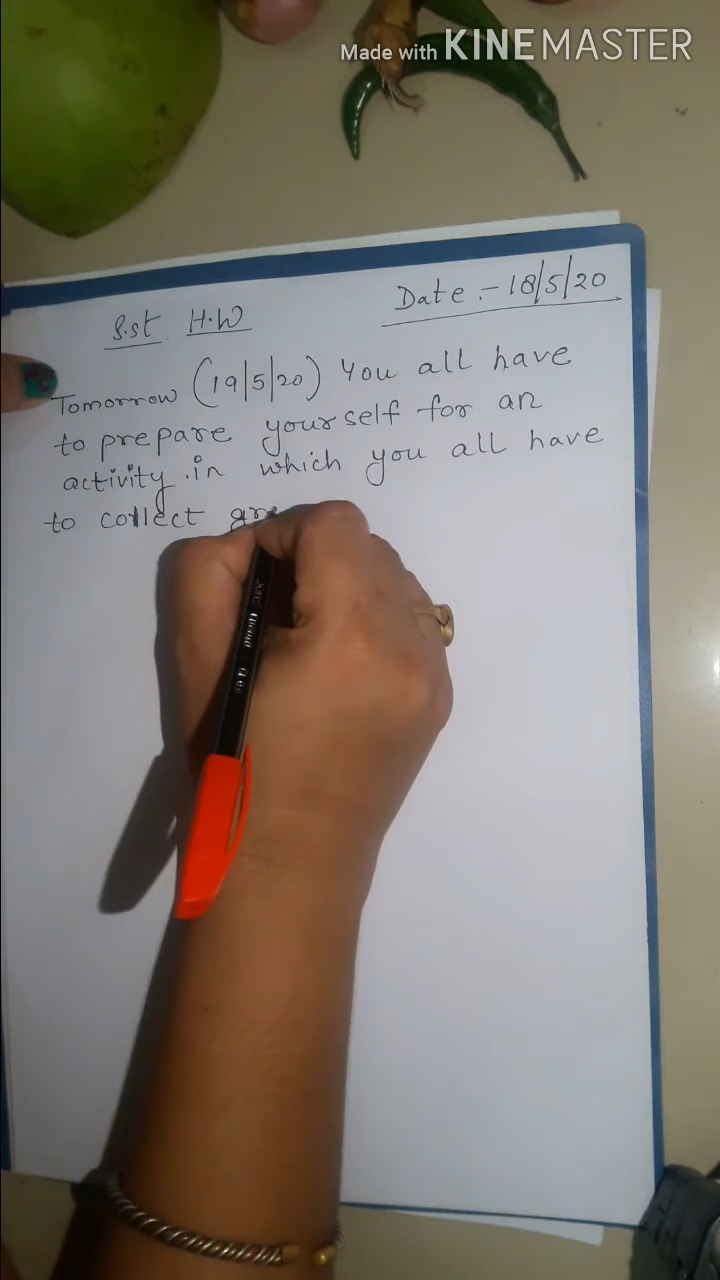 Made with KINEMASTER
S.st H.W
Date :- 18/5/20
Tomorrow (19/5/20) You all have
to prepare yourself for an
activity .in which you all have
to collect